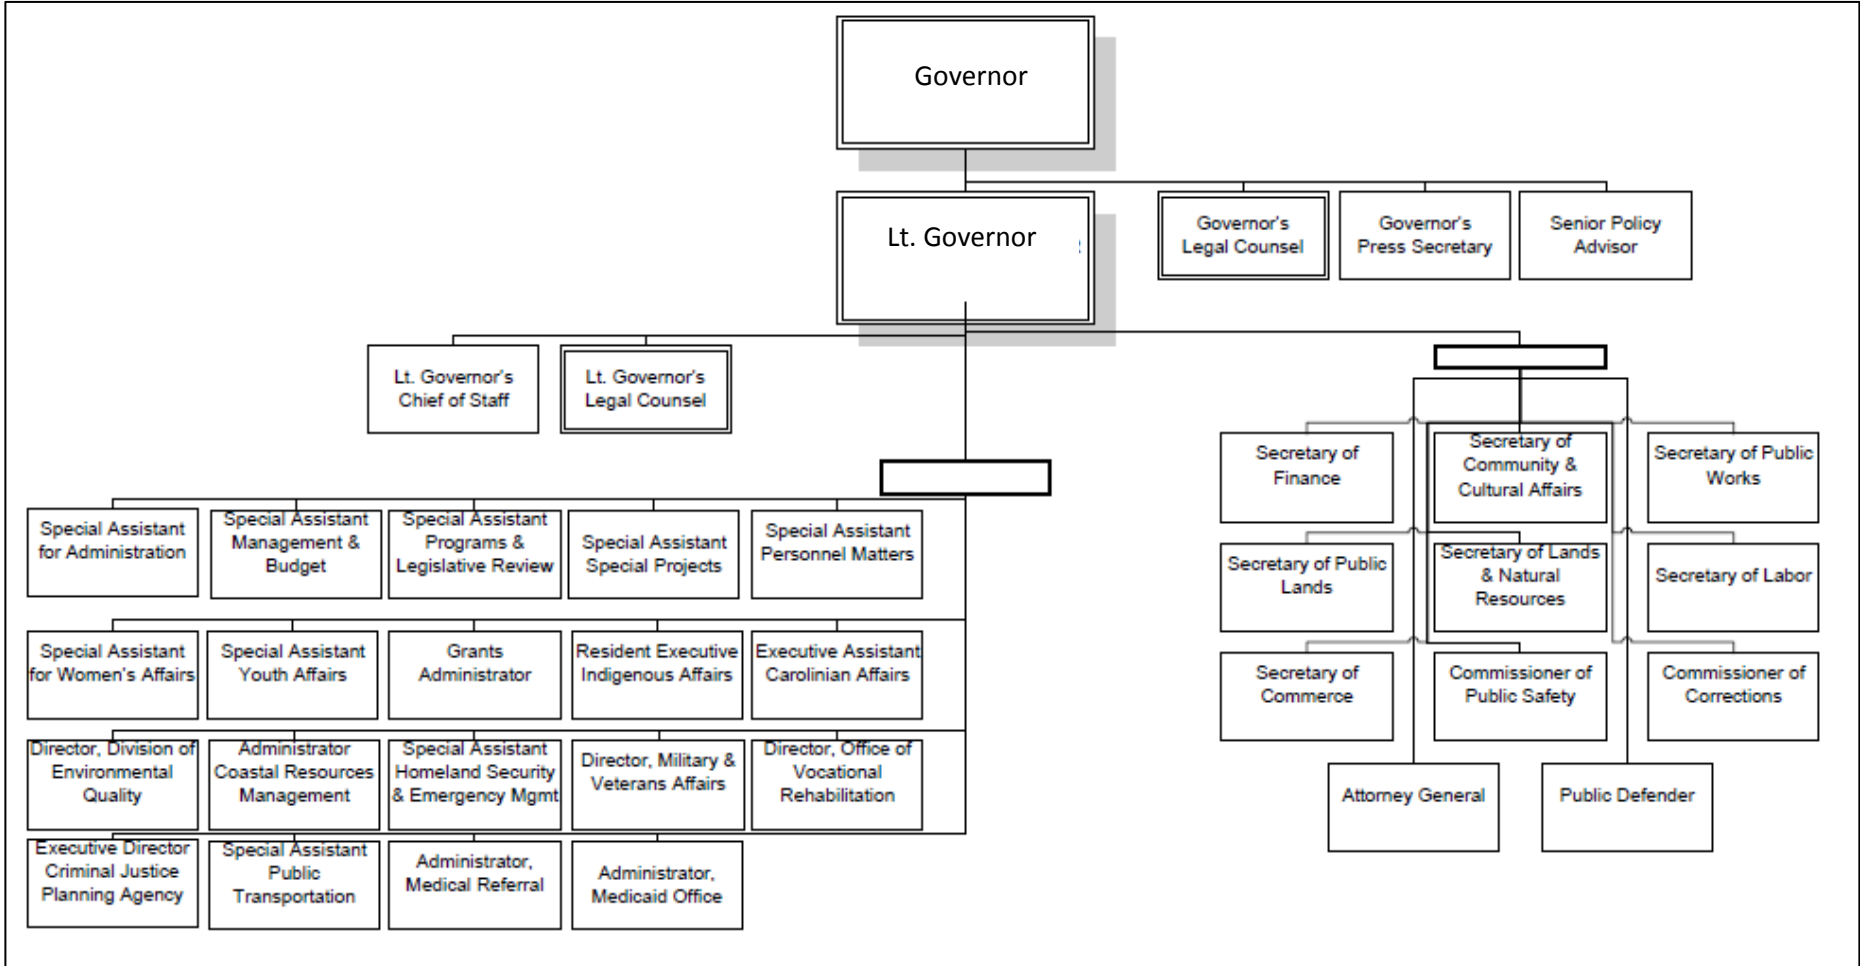 Governor
Lt. Governor
Governor's
Legal Counsel
Governor's
Press Secretary
Senior Policy
Advisor
Lt. Governor's
Chief of Staff
Lt. Governor's
Legal Counsel
Special Assistant
for Administration
Special Assistant
Management &
Budget
Special Assistant
Programs &
Legislative Review
Special Assistant
Special Projects
Special Assistant
Personnel Matters
Special Assistant
for Women's Affairs
Special Assistant
Youth Affairs
Grants
Administrator
Resident Executive
Indigenous Affairs
Executive Assistant
Carolinian Affairs
Director, Division of
Environmental
Quality
Administrator
Coastal Resources
Management
Special Assistant
Homeland Security
& Emergency Mgmt
Director, Military &
Veterans Affairs
Director, Office of
Vocational
Rehabilitation
Executive Director
Criminal Justice
Planning Agency
Special Assistant
Public
Transportation
Administrator,
Medical Referral
Administrator,
Medicaid Office
Secretary of
Finance
Secretary of
Community &
Cultural Affairs
Secretary of Public
Works
Secretary of Public
Lands
Secretary of Lands
& Natural
Resources
Secretary of Labor
Secretary of
Commerce
Commissioner of
Public Safety
Commissioner of
Corrections
Attorney General
Public Defender